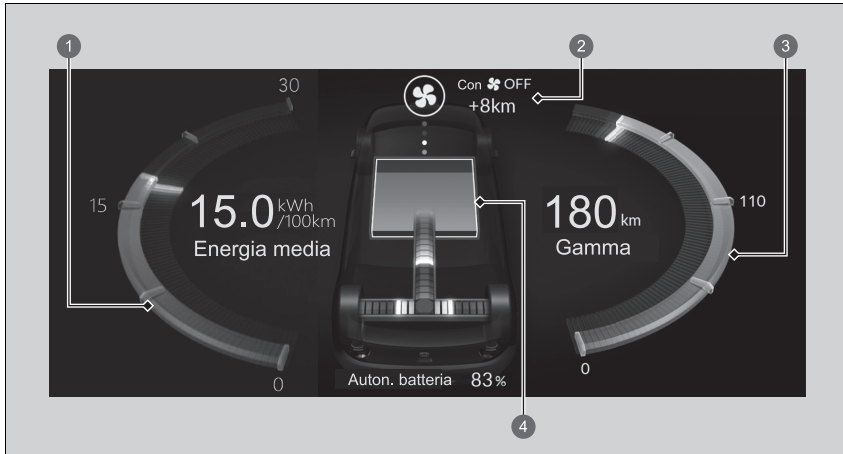 1
2
3
30
Con OFF
+8km
15
15.0 kWh
/100km
Energia media
180 km
Gamma
110
0
0
Auton. batteria 83%
4